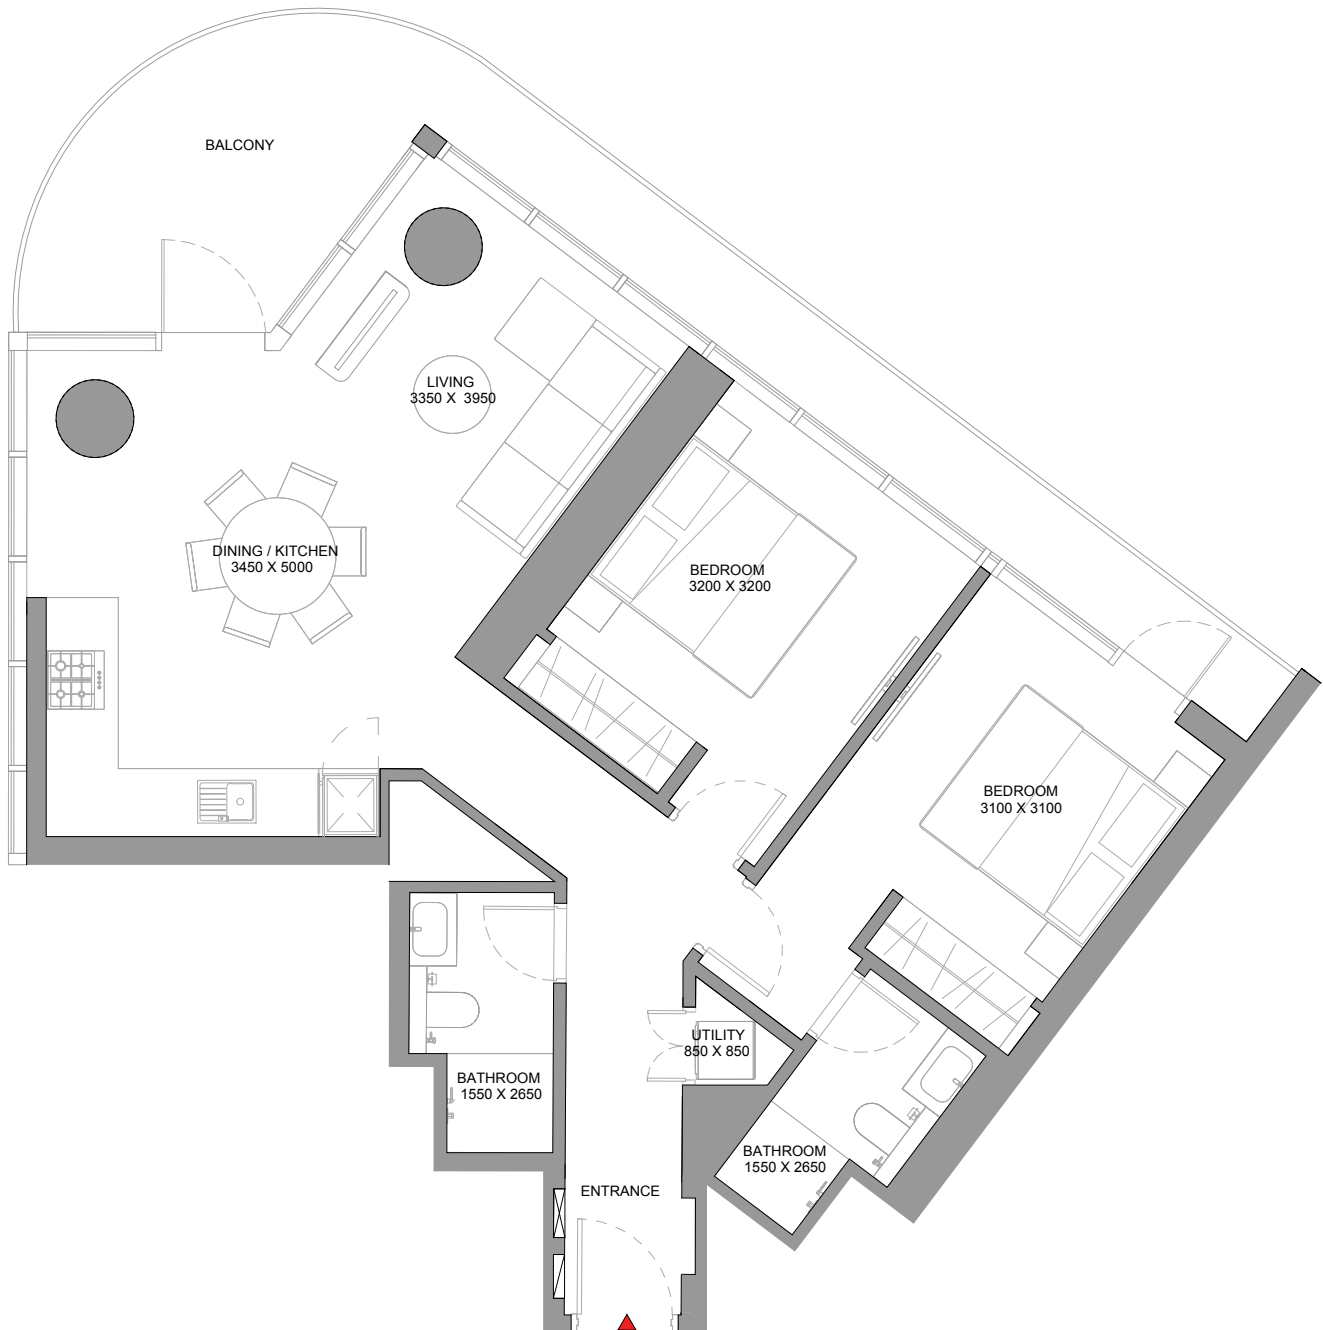 BALCONY
LIVING
3350 X 3950
DINING / KITCHEN
3450 X 5000
BEDROOM
3200 X 3200
BEDROOM
3100 X 3100
UTILITY
850 X 850
BATHROOM
1550 X 2650
BATHROOM
1550 X 2650
ENTRANCE